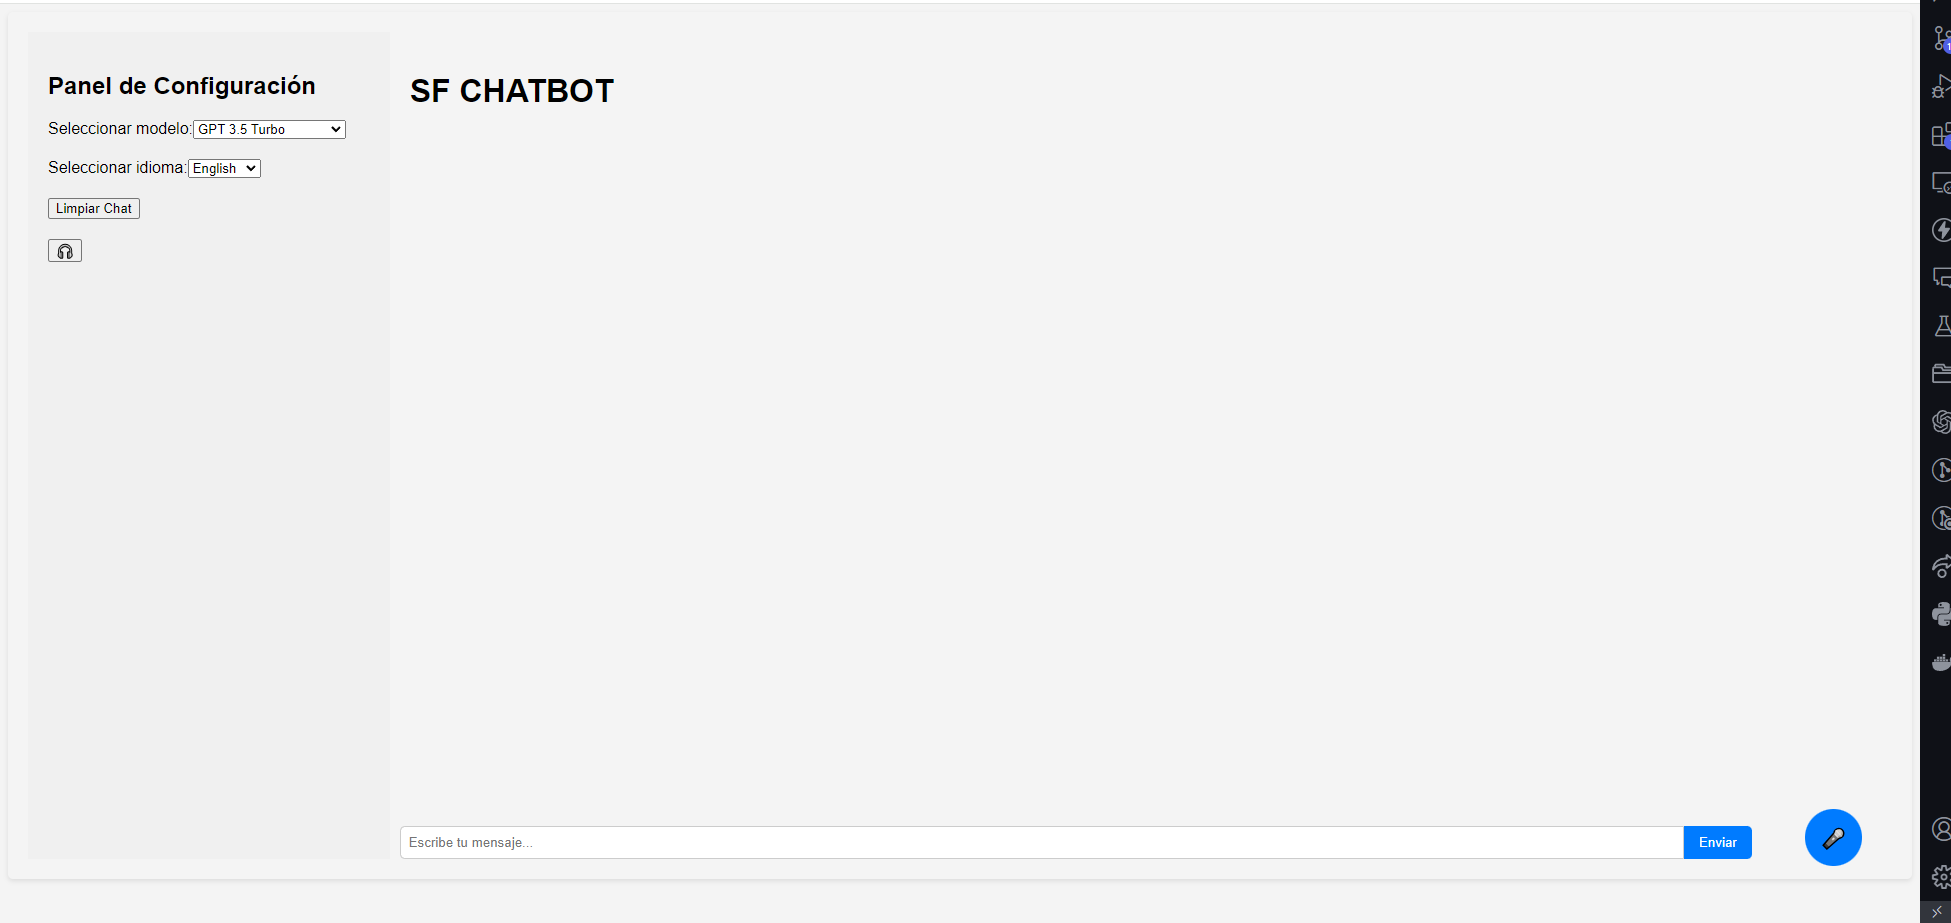 Panel de Configuración
Seleccionar modelo: GPT 3.5 Turbo
Seleccionar idioma: English
Limpiar Chat
SF CHATBOT
Escribe tu mensaje...
Enviar